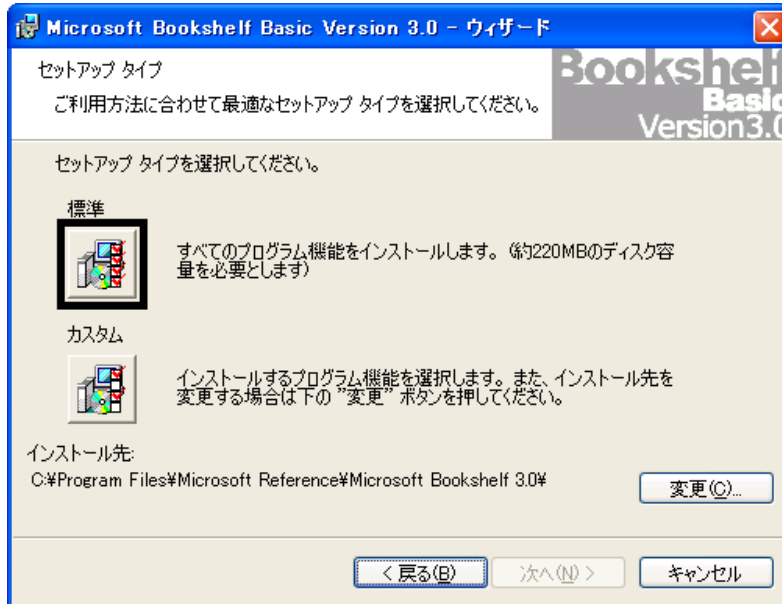 Microsoft Bookshelf Basic Version 3.0 - ウィザード
セットアップ タイプ
ご利用方法に合わせて最適なセットアップ タイプを選択してください。
Bookshelf
Basic
Version3.0
セットアップ タイプを選択してください。
標準
すべてのプログラム機能をインストールします。(約220MBのディスク容
量を必要とします)
カスタム
インストールするプログラム機能を選択します。また、インストール先を
変更する場合は下の "変更" ボタンを押してください。
インストール先:
C:¥Program Files¥Microsoft Reference¥Microsoft Bookshelf 3.0¥
変更(C)...
< 戻る(B)
次へ(N) >
キャンセル